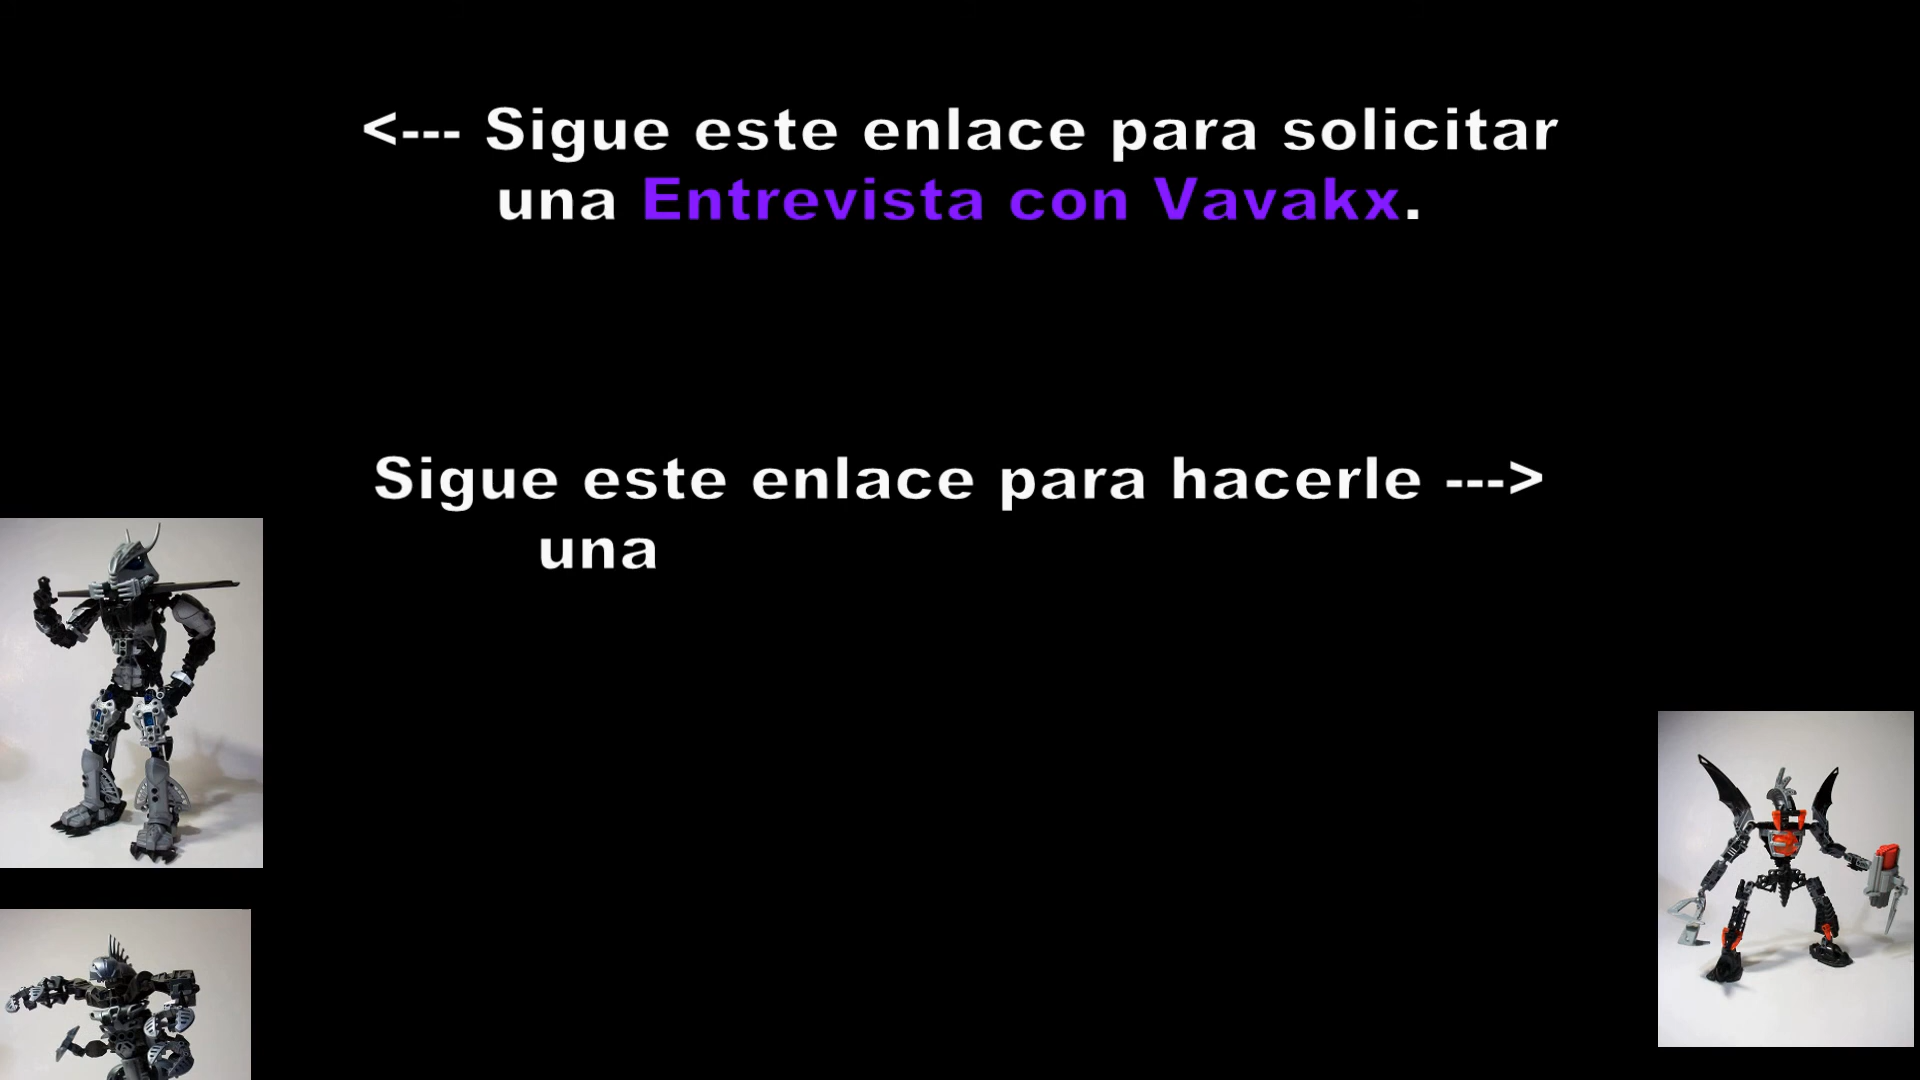 <--- Sigue este enlace para solicitar
una Entrevista con Vavakx.
Sigue este enlace para hacerle --->
una